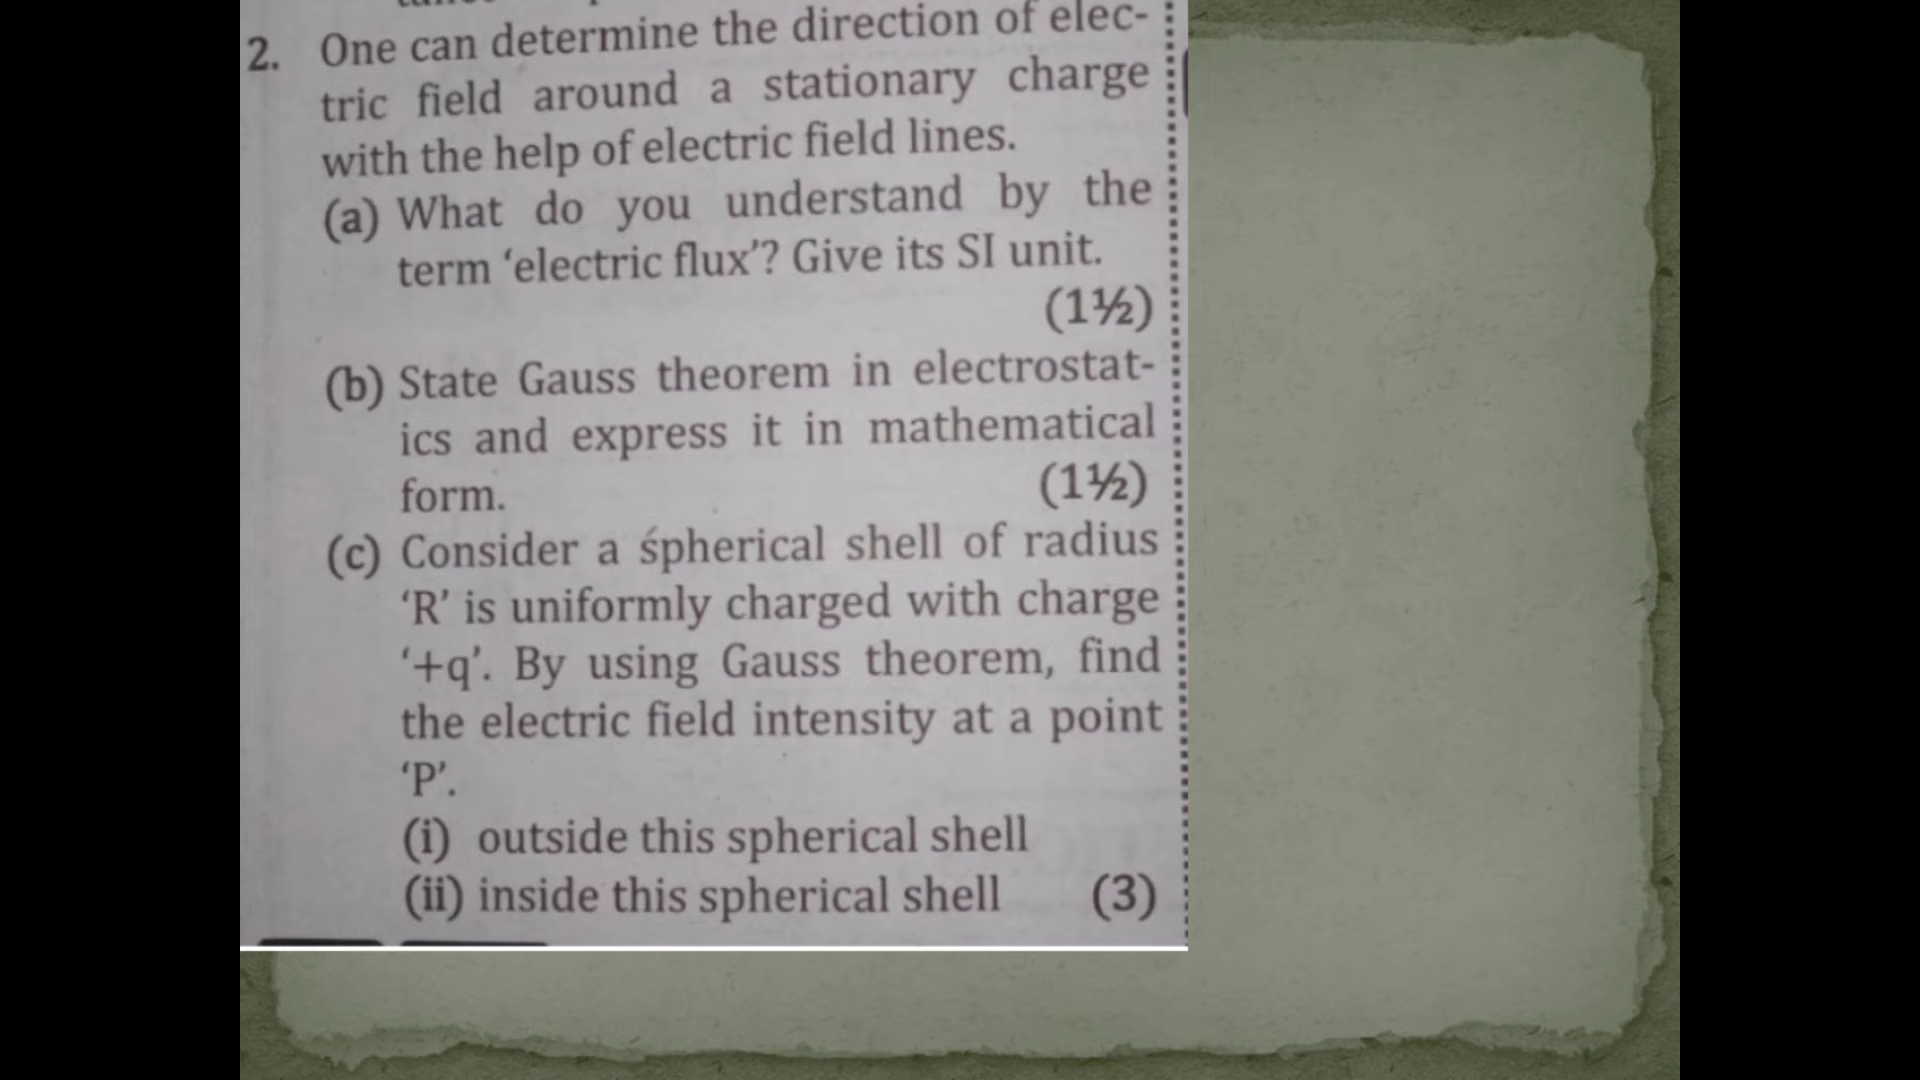 2. One can determine the direction of elec-
tric field around a stationary charge
with the help of electric field lines.
(a) What do you understand by the
term ‘electric flux’? Give its SI unit.
(1½)
(b) State Gauss theorem in electrostat-
ics and express it in mathematical
form. (1½)
(c) Consider a spherical shell of radius
‘R’ is uniformly charged with charge
‘+q’. By using Gauss theorem, find
the electric field intensity at a point
‘P’.
(i) outside this spherical shell
(ii) inside this spherical shell (3)